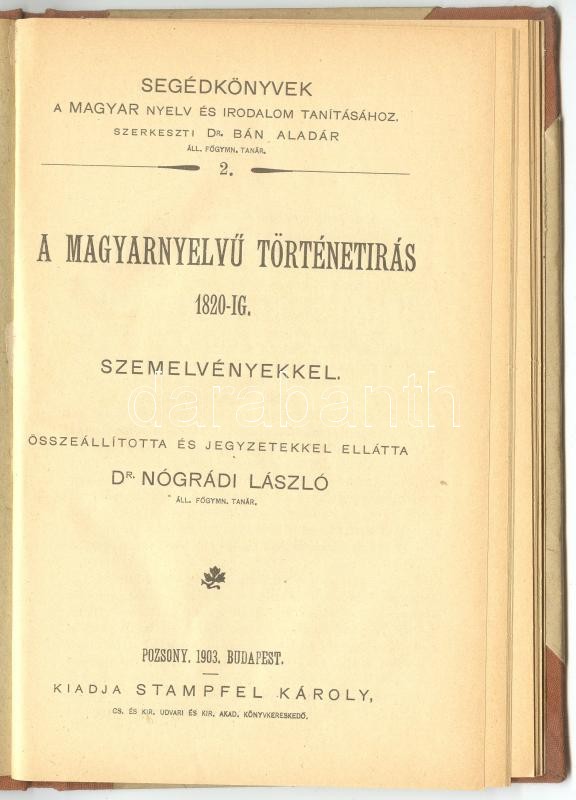 SEGÉDKÖNYVEK
A MAGYAR NYELV ÉS IRODALOM TANÍTÁSÁHOZ.
SZERKESZTI DR. BÁN ALADÁR
ÁLL. FŐGYMN. TANÁR.
2.
A MAGYARNYELVŰ TÖRTÉNETIRÁS
1820-IG.
SZEMELVÉNYEKKEL.
darabanth
ÖSSZEÁLLÍTOTTA ÉS JEGYZETEKKEL ELLÁTTA
DR. NÓGRÁDI LÁSZLÓ
ÁLL. FŐGYMN. TANÁR.
POZSONY. 1903. BUDAPEST.
KIADJA STAMPFEL KÁROLY,
CS. ÉS KIR. UDVARI ÉS KIR. AKAD. KÖNYVKERESKEDŐ.